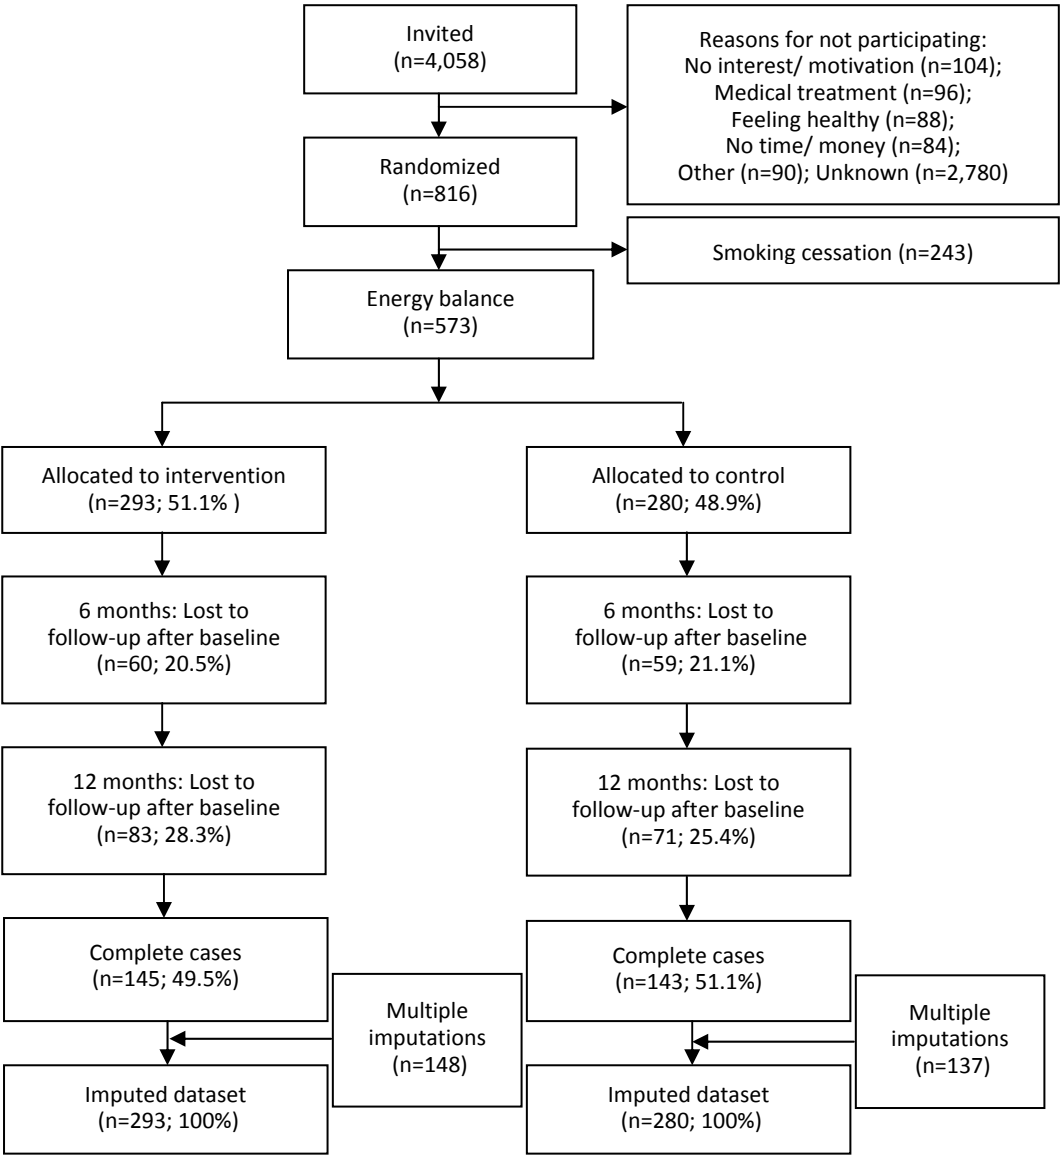 Invited
(n=4,058)
Reasons for not participating:
No interest/ motivation (n=104);
Medical treatment (n=96);
Feeling healthy (n=88);
No time/ money (n=84);
Other (n=90); Unknown (n=2,780)
Randomized
(n=816)
Smoking cessation (n=243)
Energy balance
(n=573)
Allocated to intervention
(n=293; 51.1% )
Allocated to control
(n=280; 48.9%)
6 months: Lost to
follow-up after baseline
(n=60; 20.5%)
6 months: Lost to
follow-up after baseline
(n=59; 21.1%)
12 months: Lost to
follow-up after baseline
(n=83; 28.3%)
12 months: Lost to
follow-up after baseline
(n=71; 25.4%)
Complete cases
(n=145; 49.5%)
Complete cases
(n=143; 51.1%)
Multiple
imputations
(n=148)
Multiple
imputations
(n=137)
Imputed dataset
(n=293; 100%)
Imputed dataset
(n=280; 100%)